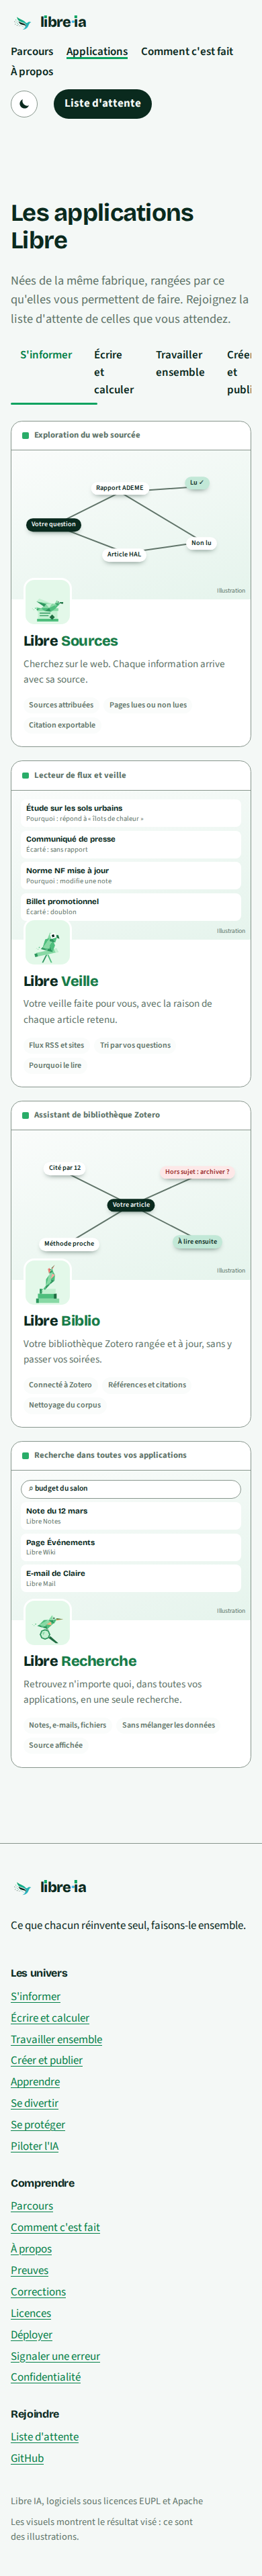 libre·ia
Parcours Applications Comment c'est fait
À propos
Liste d'attente
Les applications
Libre
Nées de la même fabrique, rangées par ce
qu'elles vous permettent de faire. Rejoignez la
liste d'attente de celles que vous attendez.
S'informer
Écrire
et
calculer
Travailler
ensemble
Créer
et
publi
Exploration du web sourcée
Rapport ADEME
Lu ✓
Votre question
Non lu
Article HAL
Illustration
Libre Sources
Cherchez sur le web. Chaque information arrive
avec sa source.
Sources attribuées Pages lues ou non lues
Citation exportable
Lecteur de flux et veille
Étude sur les sols urbains
Pourquoi : répond à « îlots de chaleur »
Communiqué de presse
Écarté : sans rapport
Norme NF mise à jour
Pourquoi : modifie une note
Billet promotionnel
Écarté : doublon
Illustration
Libre Veille
Votre veille faite pour vous, avec la raison de
chaque article retenu.
Flux RSS et sites Tri par vos questions
Pourquoi le lire
Assistant de bibliothèque Zotero
Cité par 12
Hors sujet : archiver ?
Votre article
Méthode proche
À lire ensuite
Illustration
Libre Biblio
Votre bibliothèque Zotero rangée et à jour, sans y
passer vos soirées.
Connecté à Zotero Références et citations
Nettoyage du corpus
Recherche dans toutes vos applications
⌕ budget du salon
Note du 12 mars
Libre Notes
Page Événements
Libre Wiki
E-mail de Claire
Libre Mail
Illustration
Libre Recherche
Retrouvez n'importe quoi, dans toutes vos
applications, en une seule recherche.
Notes, e-mails, fichiers Sans mélanger les données
Source affichée
libre·ia
Ce que chacun réinvente seul, faisons-le ensemble.
Les univers
S'informer
Écrire et calculer
Travailler ensemble
Créer et publier
Apprendre
Se divertir
Se protéger
Piloter l'IA
Comprendre
Parcours
Comment c'est fait
À propos
Preuves
Corrections
Licences
Déployer
Signaler une erreur
Confidentialité
Rejoindre
Liste d'attente
GitHub
Libre IA, logiciels sous licences EUPL et Apache
Les visuels montrent le résultat visé : ce sont
des illustrations.